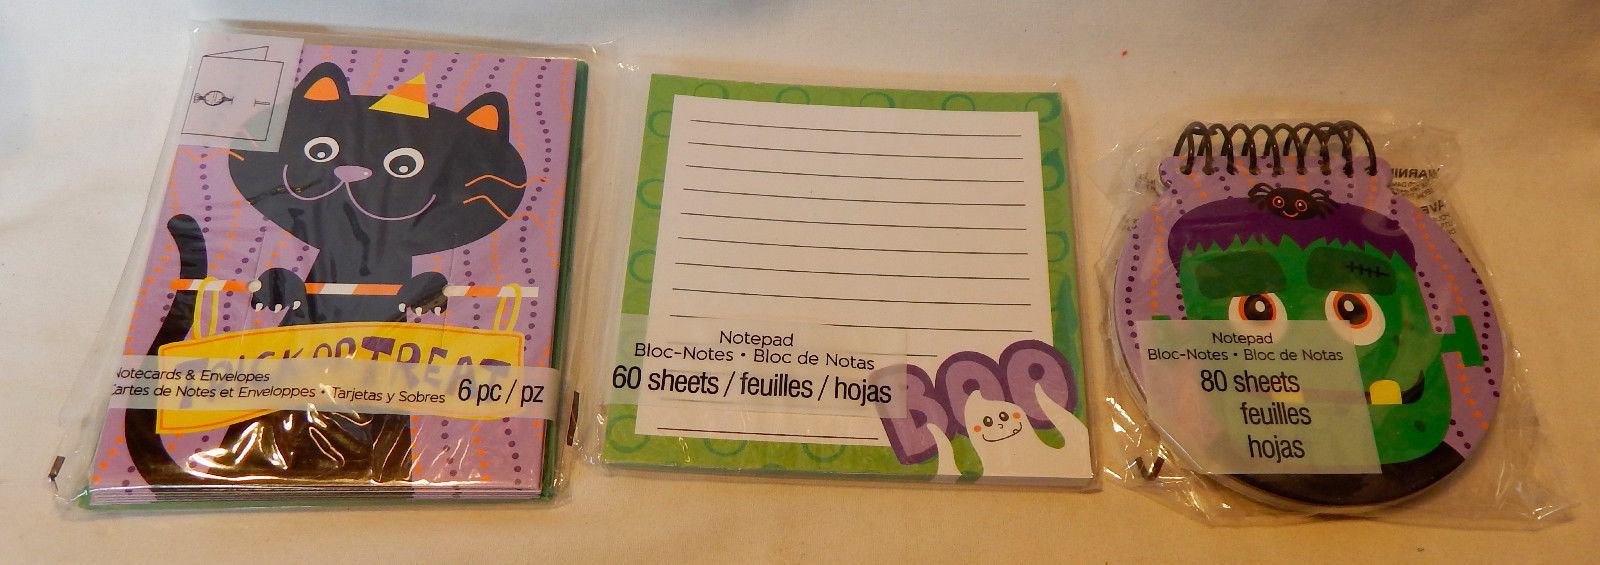 TRICK OR TREAT
Notecards & Envelopes
Cartes de Notes et Enveloppes • Tarjetas y Sobres
6 pc / pz
Notepad
Bloc-Notes • Bloc de Notas
60 sheets / feuilles / hojas
BOO
WARNI
Notepad
Bloc-Notes • Bloc de Notas
80 sheets
feuilles
hojas